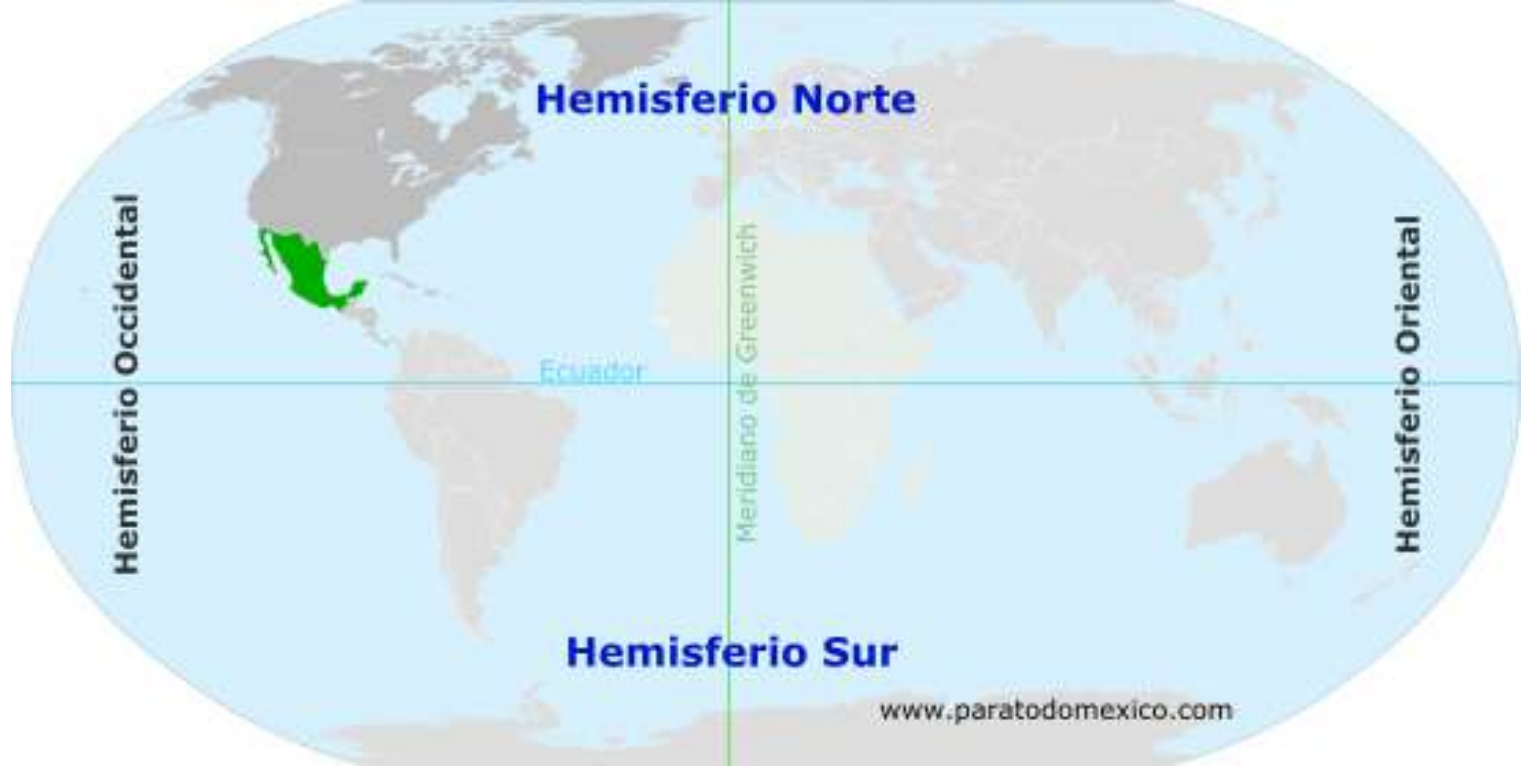 Hemisferio Norte
Hemisferio Occidental
Ecuador
Meridiano de Greenwich
Hemisferio Oriental
Hemisferio Sur
www.paratodomexico.com